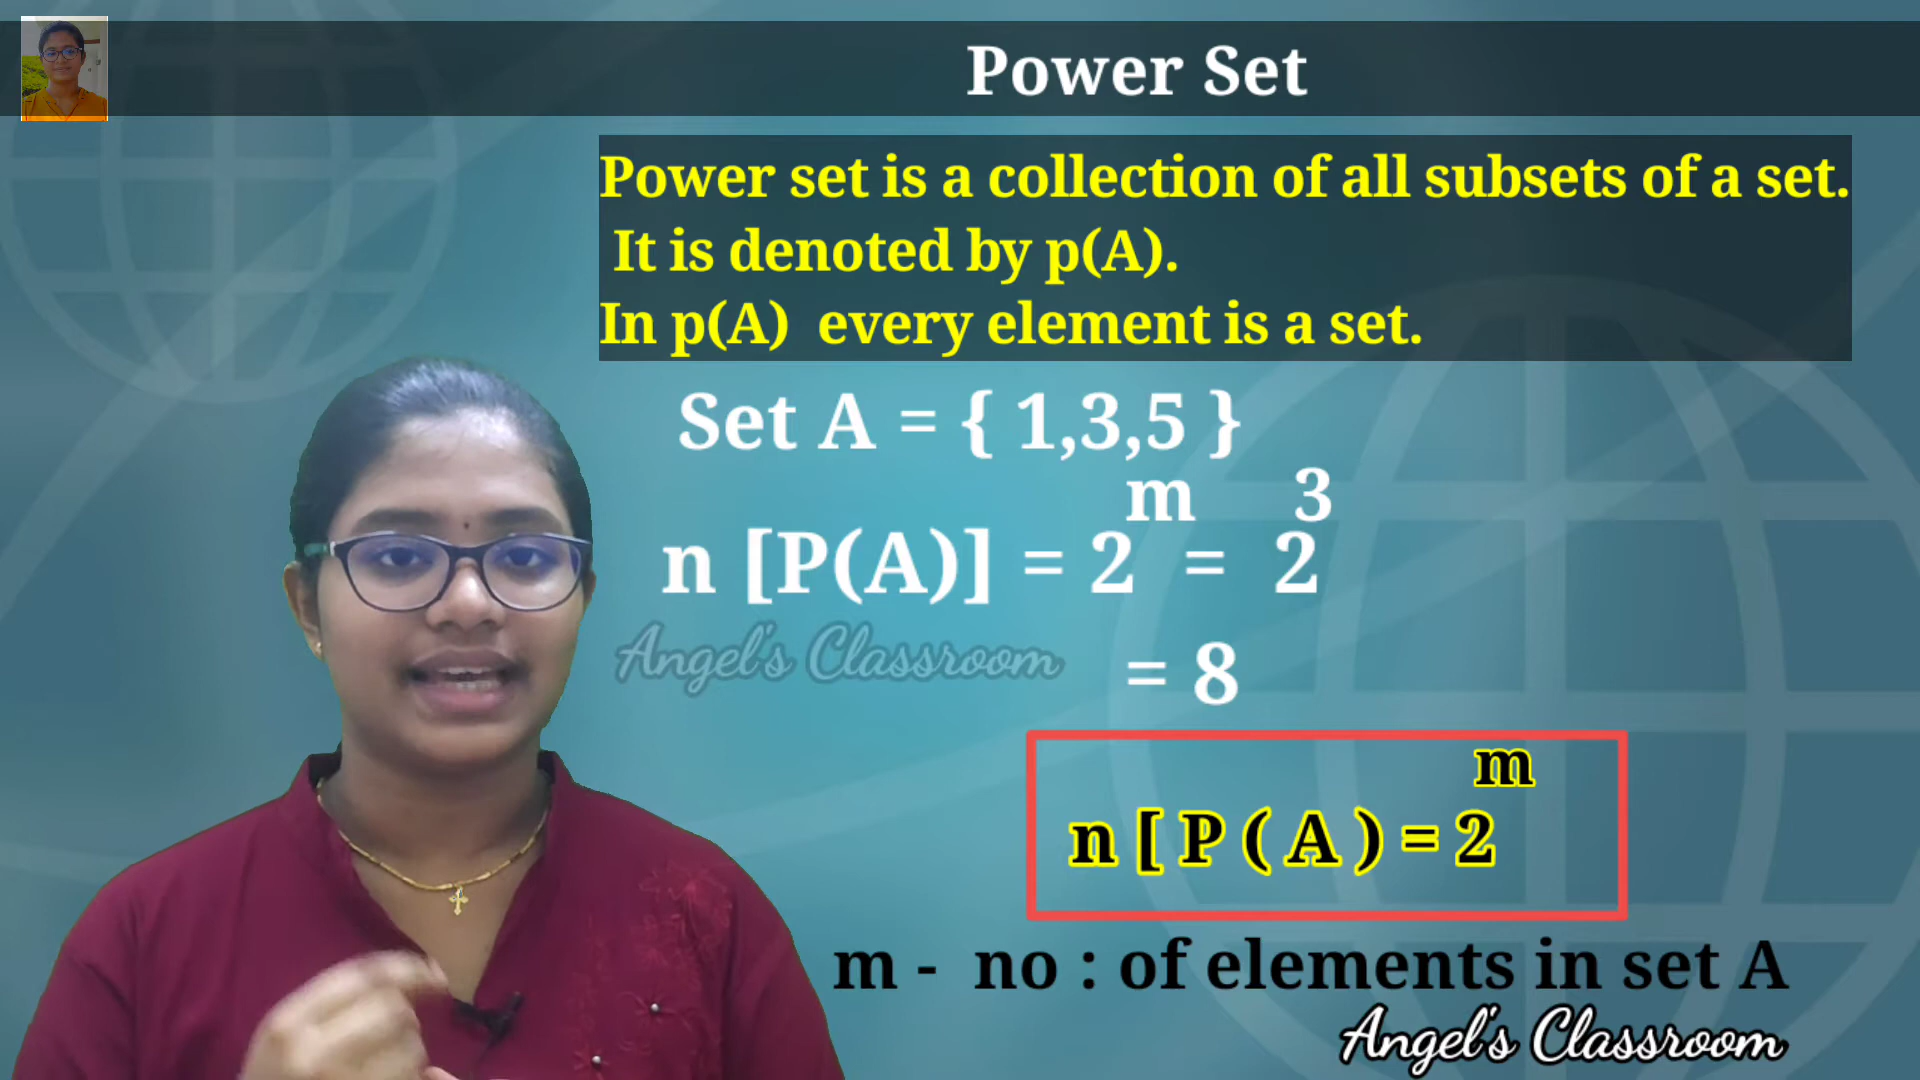 Power Set
Power set is a collection of all subsets of a set.
It is denoted by p(A).
In p(A) every element is a set.
Set A = { 1,3,5 }
n [P(A)] = 2^m = 2^3
Angel's Classroom
= 8
n [ P ( A ) = 2^m
m - no : of elements in set A
Angel's Classroom